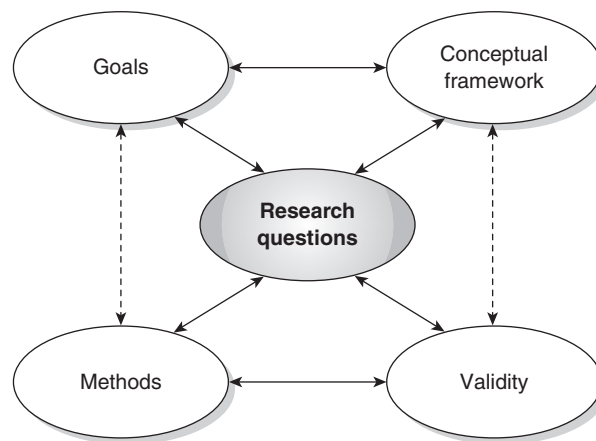 Goals
Conceptual
framework
Research
questions
Methods
Validity